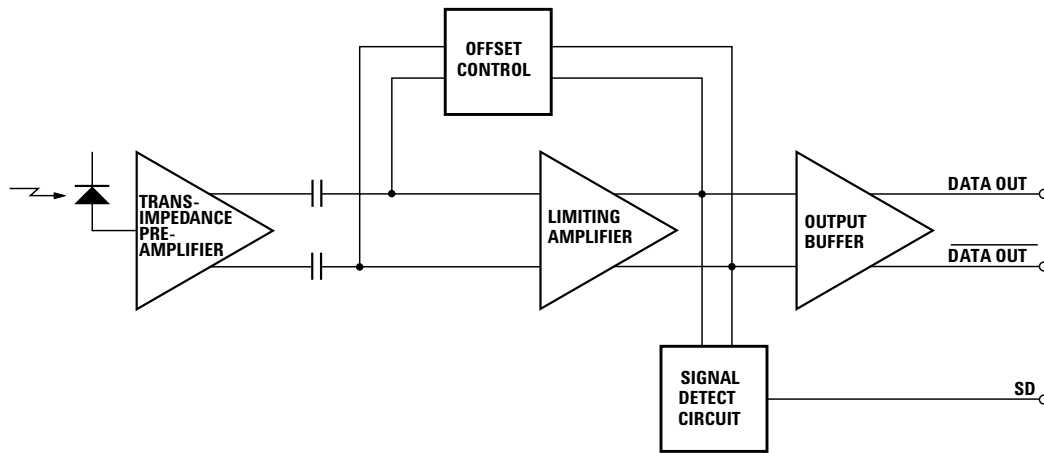 OFFSET
CONTROL
TRANS-
IMPEDANCE
PRE-
AMPLIFIER
LIMITING
AMPLIFIER
OUTPUT
BUFFER
DATA OUT
DATA OUT
SIGNAL
DETECT
CIRCUIT
SD